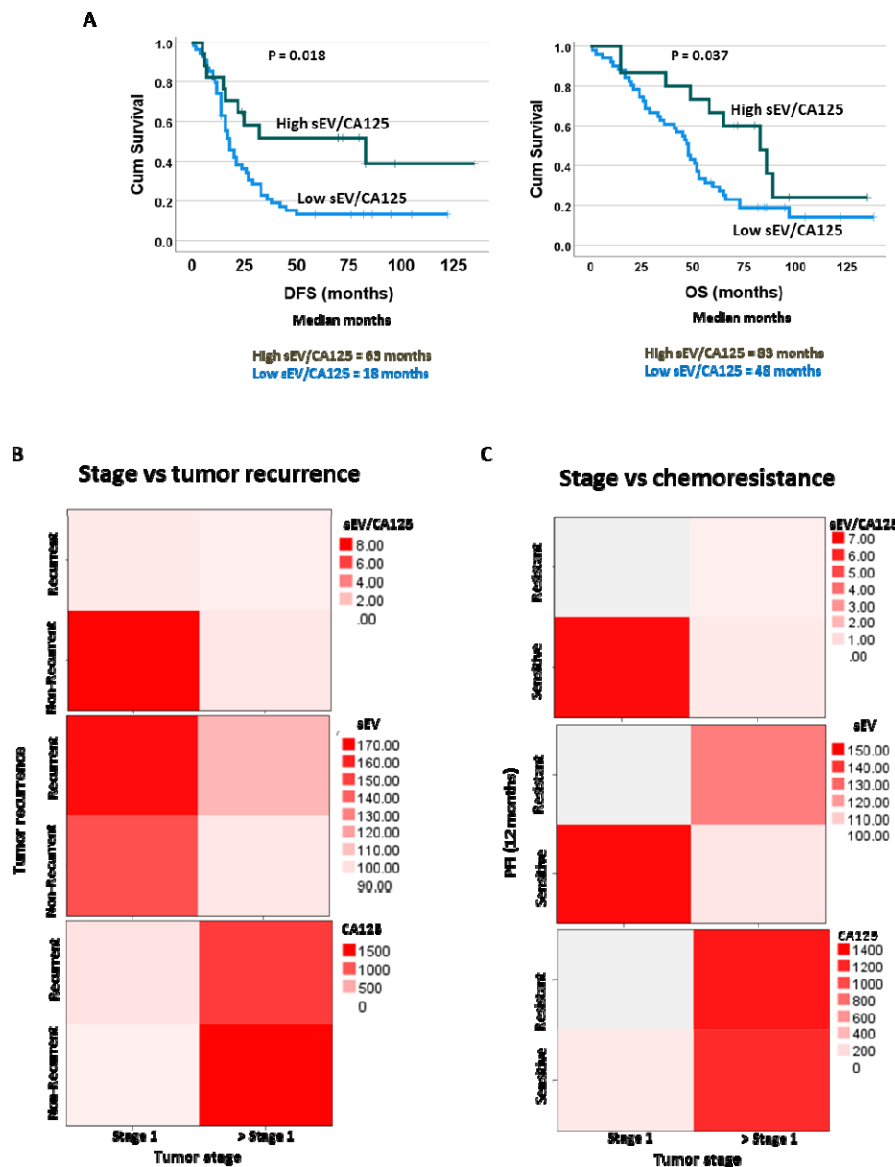 A
P = 0.018
High sEV/CA125
Low sEV/CA125
Cum Survival
1.0
0.8
0.6
0.4
0.2
0.0
0 25 50 75 100 125
DFS (months)
Median months
High sEV/CA125 = 63 months
Low sEV/CA125 = 18 months
P = 0.037
High sEV/CA125
Low sEV/CA125
Cum Survival
1.0
0.8
0.6
0.4
0.2
0.0
0 25 50 75 100 125
OS (months)
Median months
High sEV/CA125 = 83 months
Low sEV/CA125 = 48 months
B
Stage vs tumor recurrence
sEV/CA125
8.00
6.00
4.00
2.00
.00
Recurrent
Non-Recurrent
sEV
170.00
160.00
150.00
140.00
130.00
120.00
110.00
100.00
90.00
Recurrent
Non-Recurrent
Tumor recurrence
CA125
1500
1000
500
0
Recurrent
Non-Recurrent
Stage 1 > Stage 1
Tumor stage
C
Stage vs chemoresistance
sEV/CA125
7.00
6.00
5.00
4.00
3.00
2.00
1.00
.00
Resistant
Sensitive
sEV
150.00
140.00
130.00
120.00
110.00
100.00
Resistant
Sensitive
PFI (12 months)
CA125
1400
1200
1000
800
600
400
200
0
Resistant
Sensitive
Stage 1 > Stage 1
Tumor stage